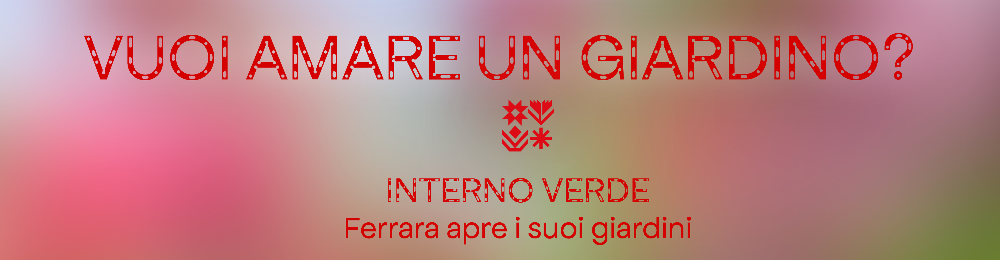 VUOI AMARE UN GIARDINO?
INTERNO VERDE
Ferrara apre i suoi giardini